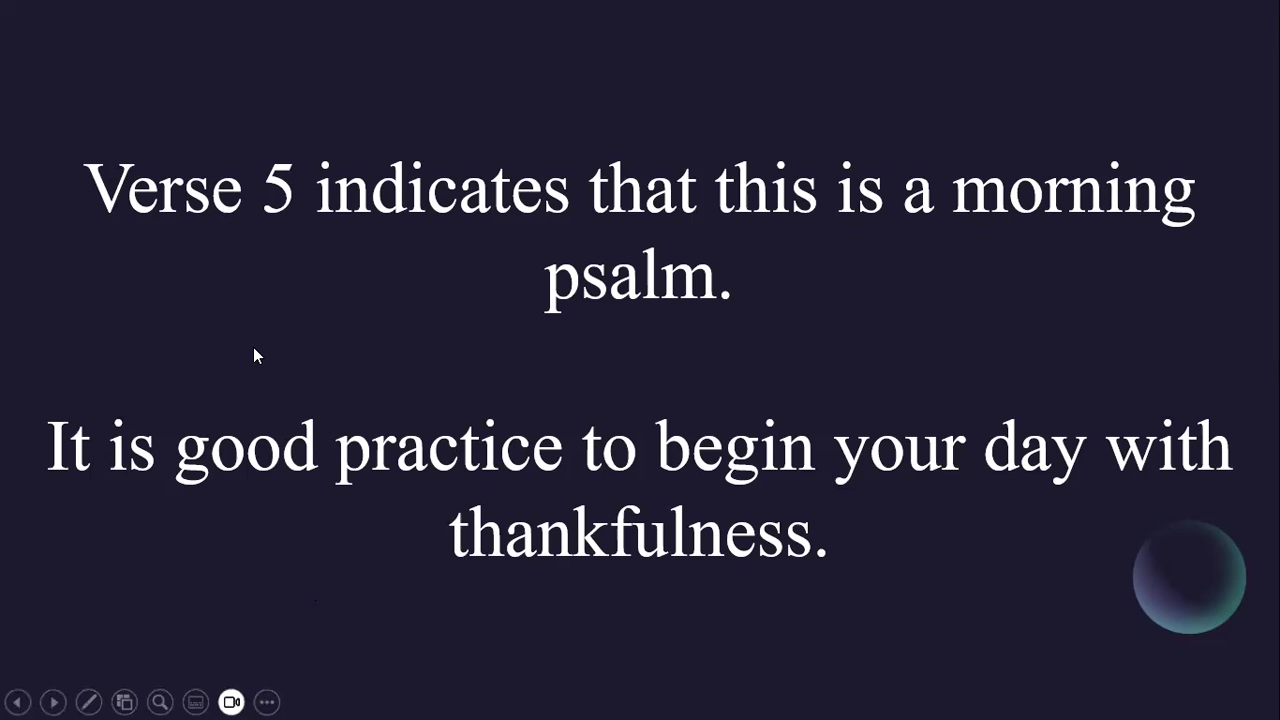 Verse 5 indicates that this is a morning
psalm.
It is good practice to begin your day with
thankfulness.